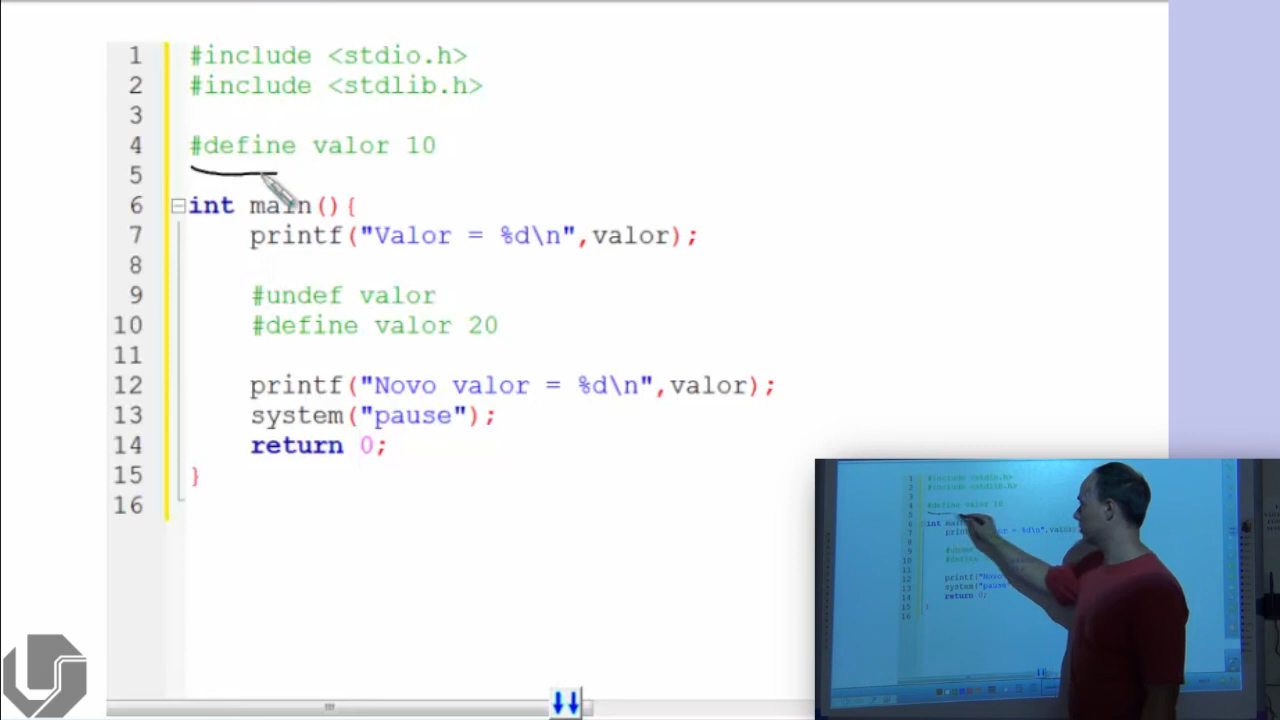 1 #include <stdio.h>
2 #include <stdlib.h>
3
4 #define valor 10
5
6 int main(){
7 printf("Valor = %d\n",valor);
8
9 #undef valor
10 #define valor 20
11
12 printf("Novo valor = %d\n",valor);
13 system("pause");
14 return 0;
15 }
16